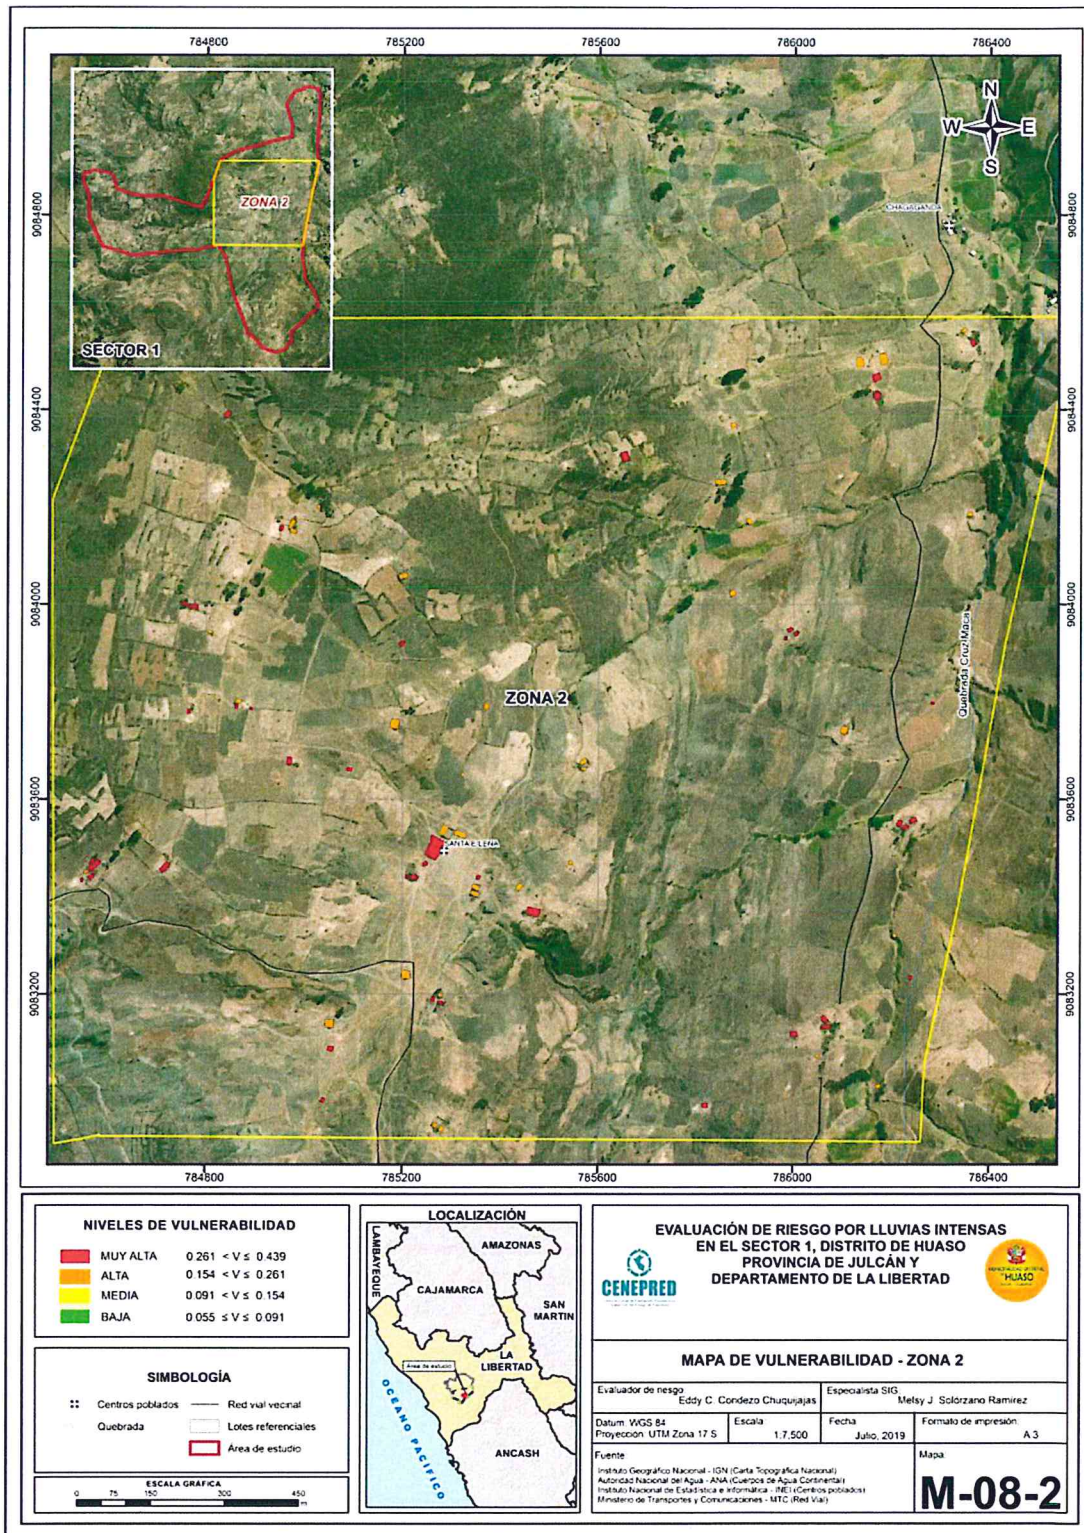 784800 785200 785600 786000 786400
N
W E
S
ZONA 2
SECTOR 1
CHAGAGANDA
9084800 9084800
9084400 9084400
9084000 9084000
ZONA 2
Quebrada Cruz Maca
9083600 9083600
SANTA ELENA
9083200 9083200
784800 785200 785600 786000 786400
NIVELES DE VULNERABILIDAD
MUY ALTA 0.261 < V ≤ 0.439
ALTA 0.154 < V ≤ 0.261
MEDIA 0.091 < V ≤ 0.154
BAJA 0.055 ≤ V ≤ 0.091
SIMBOLOGÍA
Centros poblados Red vial vecinal
Quebrada Lotes referenciales
Área de estudio
ESCALA GRÁFICA
0 75 150 300 450
m
LOCALIZACIÓN
LAMBAYEQUE
AMAZONAS
CAJAMARCA
SAN MARTIN
LA LIBERTAD
Área de estudio
OCEANO PACIFICO
ANCASH
CENEPRED
EVALUACIÓN DE RIESGO POR LLUVIAS INTENSAS
EN EL SECTOR 1, DISTRITO DE HUASO
PROVINCIA DE JULCÁN Y
DEPARTAMENTO DE LA LIBERTAD
MUNICIPALIDAD DISTRITAL
HUASO
MAPA DE VULNERABILIDAD - ZONA 2
Evaluador de riesgo
Eddy C. Condezo Chuquijajas
Especialista SIG
Melsy J. Solórzano Ramirez
Datum: WGS 84
Proyección: UTM Zona 17 S
Escala
1:7,500
Fecha
Julio, 2019
Formato de impresión:
A 3
Fuente
Instituto Geográfico Nacional - IGN (Carta Topográfica Nacional)
Autoridad Nacional del Agua - ANA (Cuerpos de Agua Continental)
Instituto Nacional de Estadística e Informática - INEI (Centros poblados)
Ministerio de Transportes y Comunicaciones - MTC (Red Vial)
Mapa:
M-08-2